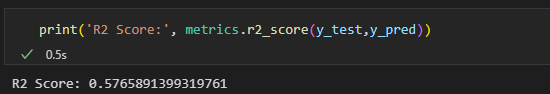 print('R2 Score:', metrics.r2_score(y_test,y_pred))
0.5s
R2 Score: 0.5765891399319761